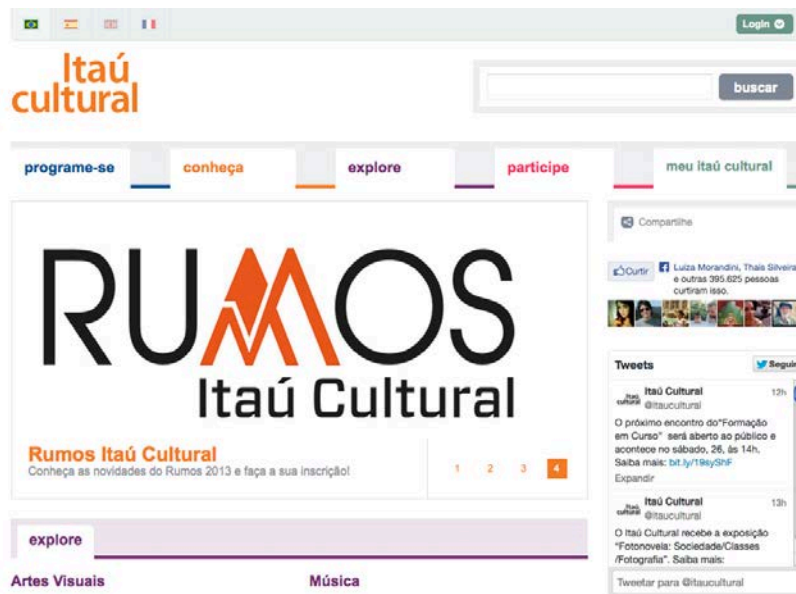 Login
Itaú
cultural
buscar
programe-se
conheça
explore
participe
meu itaú cultural
RUMOS
Itaú Cultural
Rumos Itaú Cultural
Conheça as novidades do Rumos 2013 e faça a sua inscrição!
1 2 3 4
Compartilhe
Curtir
Luiza Morandini, Thais Silveira
e outras 395.625 pessoas
curtiram isso.
Tweets
Seguir
Itaú Cultural 12h
@itaucultural
O próximo encontro do"Formação
em Curso" será aberto ao público e
acontece no sábado, 26, às 14h.
Saiba mais: bit.ly/19syShF
Expandir
Itaú Cultural 13h
@itaucultural
O Itaú Cultural recebe a exposição
"Fotonovela: Sociedade/Classes
/Fotografia". Saiba mais:
Tweetar para @itaucultural
explore
Artes Visuais
Música